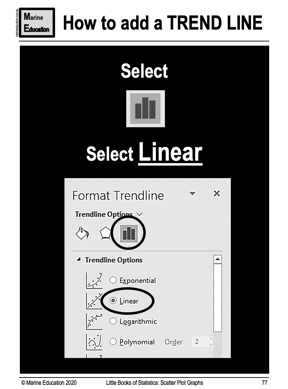 Marine
Education
How to add a TREND LINE
Select
Select Linear
Format Trendline
Trendline Options
Trendline Options
Exponential
Linear
Logarithmic
Polynomial Order 2
© Marine Education 2020 Little Books of Statistics: Scatter Plot Graphs 77